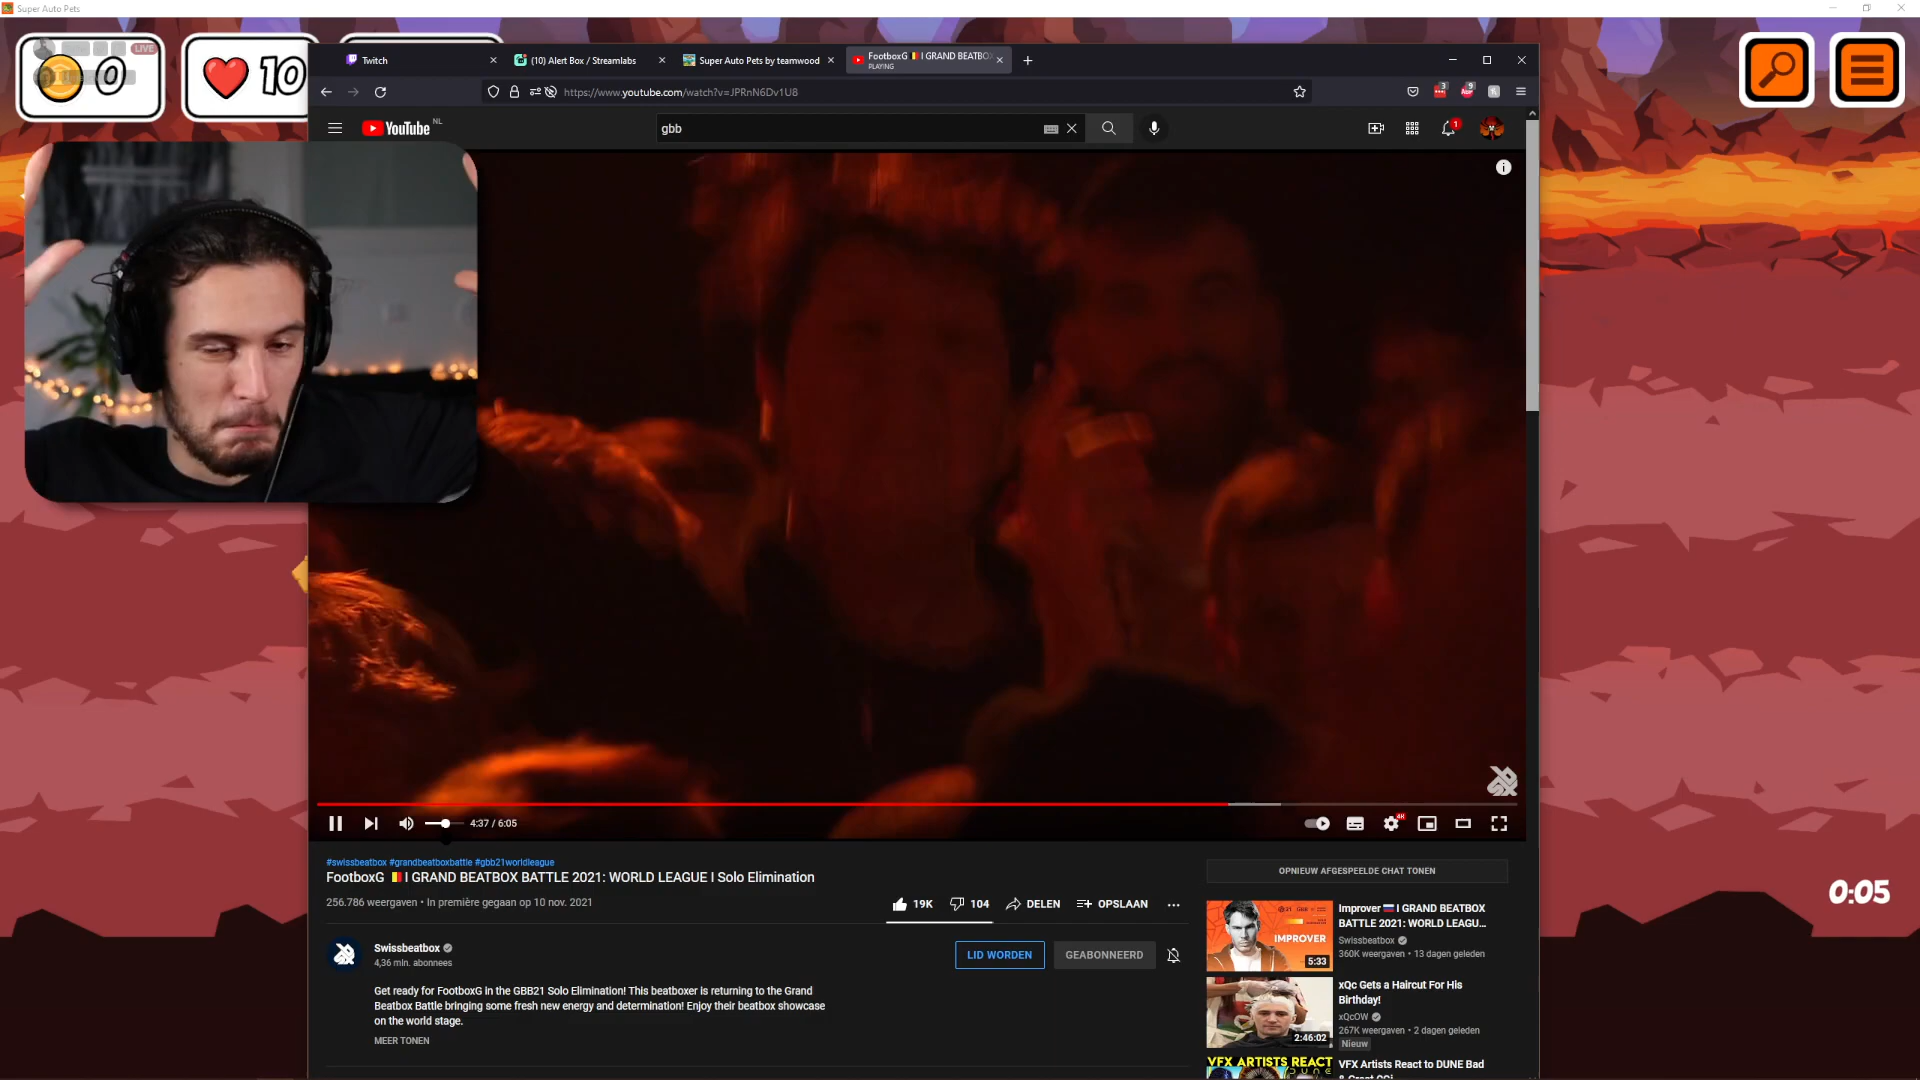 Super Auto Pets
LIVE
0
10
Twitch
(10) Alert Box / Streamlabs
Super Auto Pets by teamwood
FootboxG I GRAND BEATBO
PLAYING
https://www.youtube.com/watch?v=JPRnN6Dv1U8
3
9
YouTube NL
gbb
1
4:37 / 6:05
4K
#swissbeatbox #grandbeatboxbattle #gbb21worldleague
FootboxG I GRAND BEATBOX BATTLE 2021: WORLD LEAGUE I Solo Elimination
256.786 weergaven • In première gegaan op 10 nov. 2021
19K
104
DELEN
OPSLAAN
Swissbeatbox
4,36 mln. abonnees
LID WORDEN
GEABONNEERD
Get ready for FootboxG in the GBB21 Solo Elimination! This beatboxer is returning to the Grand
Beatbox Battle bringing some fresh new energy and determination! Enjoy their beatbox showcase
on the world stage.
MEER TONEN
OPNIEUW AFGESPEELDE CHAT TONEN
IMPROVER
5:33
Improver I GRAND BEATBOX
BATTLE 2021: WORLD LEAGU...
Swissbeatbox
360K weergaven • 13 dagen geleden
2:46:02
xQc Gets a Haircut For His
Birthday!
xQcOW
267K weergaven • 2 dagen geleden
Nieuw
VFX ARTISTS REACT
DUNE
VFX Artists React to DUNE Bad
0:05